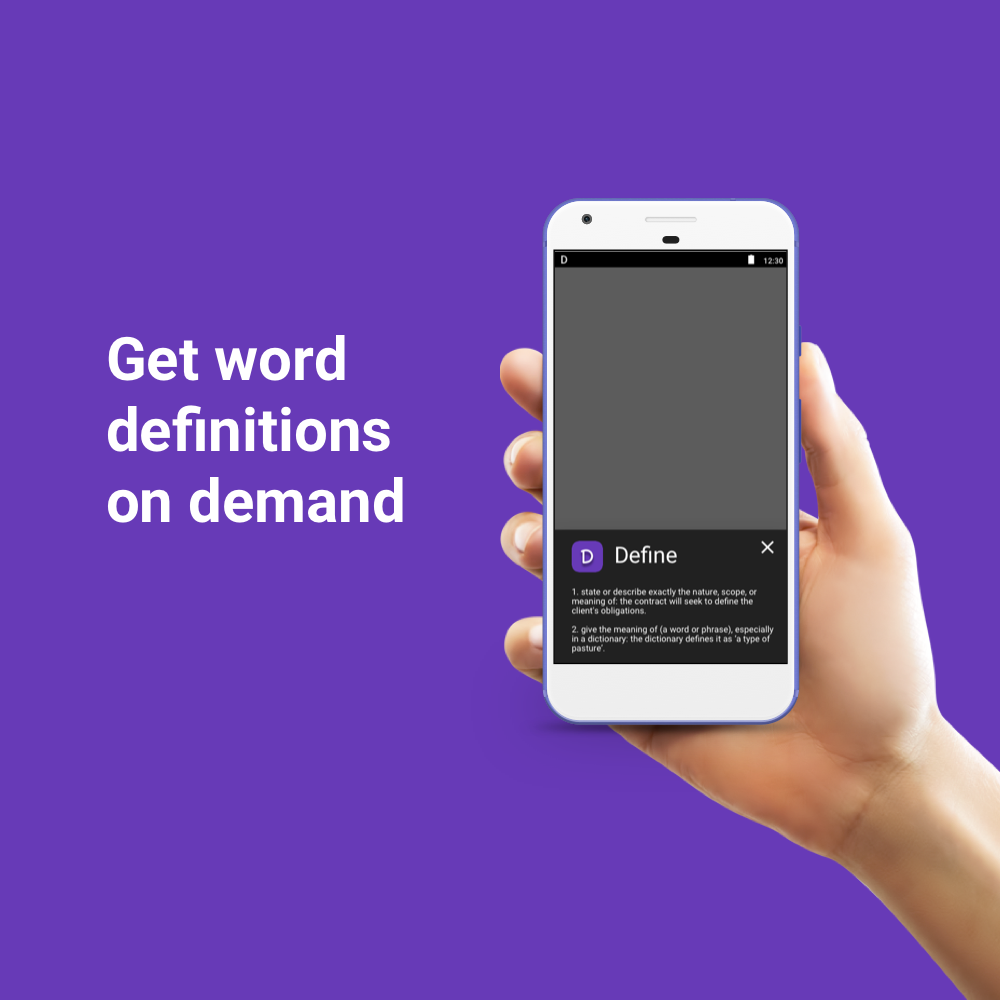 Get word
definitions
on demand
D
12:30
D
Define
1. state or describe exactly the nature, scope, or
meaning of: the contract will seek to define the
client's obligations.
2. give the meaning of (a word or phrase), especially
in a dictionary: the dictionary defines it as 'a type of
pasture'.